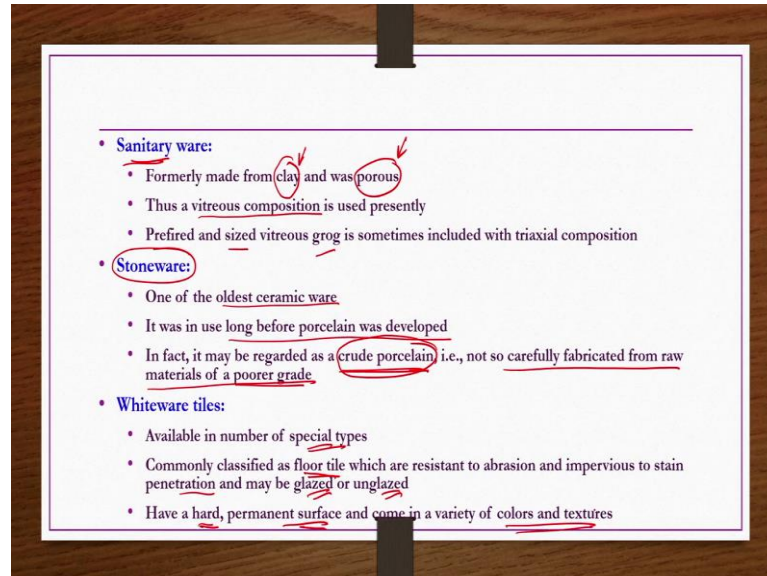 • Sanitary ware:
• Formerly made from clay and was porous
• Thus a vitreous composition is used presently
• Prefired and sized vitreous grog is sometimes included with triaxial composition
• Stoneware:
• One of the oldest ceramic ware
• It was in use long before porcelain was developed
• In fact, it may be regarded as a crude porcelain, i.e., not so carefully fabricated from raw
materials of a poorer grade
• Whiteware tiles:
• Available in number of special types
• Commonly classified as floor tile which are resistant to abrasion and impervious to stain
penetration and may be glazed or unglazed
• Have a hard, permanent surface and come in a variety of colors and textures